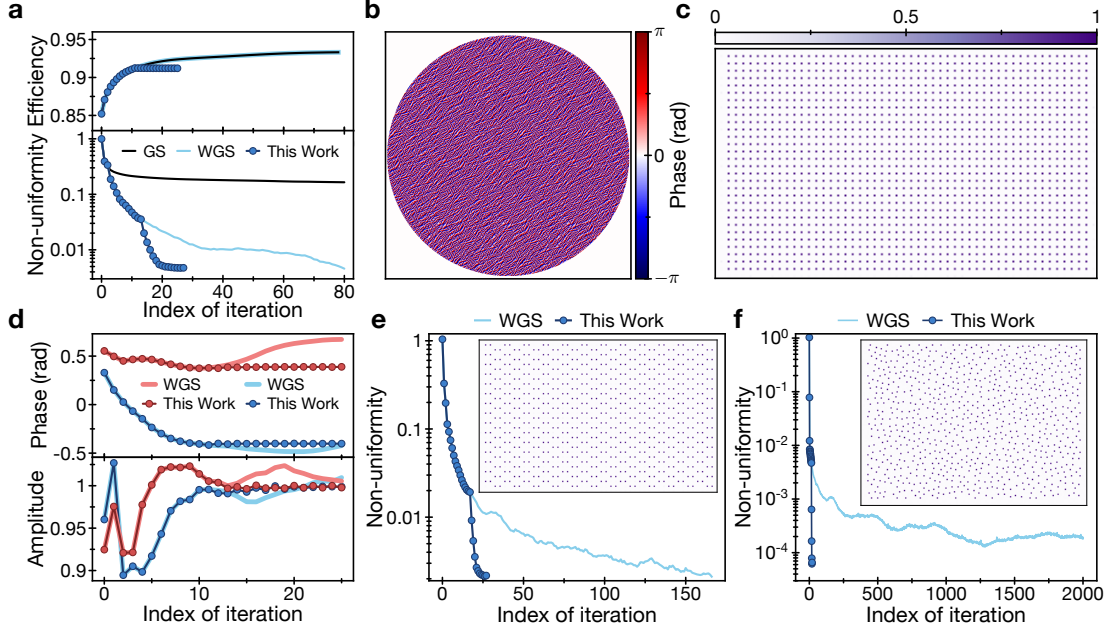 a
0.95
0.90
0.85
Efficiency
1
0.1
0.01
Non-uniformity
GS
WGS
This Work
0
20
40
60
80
Index of iteration
b
π
0
−π
Phase (rad)
c
0
0.5
1
d
0.5
0
-0.5
Phase (rad)
WGS
WGS
This Work
This Work
1
0.95
0.9
Amplitude
0
10
20
Index of iteration
e
WGS
This Work
1
0.1
0.01
Non-uniformity
0
50
100
150
Index of iteration
f
WGS
This Work
10^0
10^-1
10^-2
10^-3
10^-4
Non-uniformity
0
500
1000
1500
2000
Index of iteration